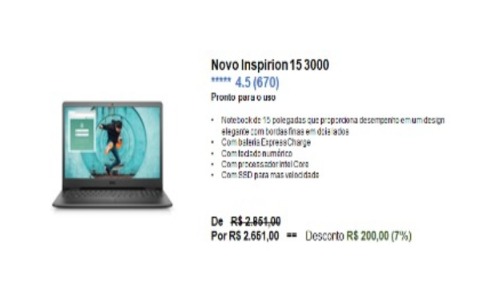 Novo Inspirion 15 3000
***** 4.5 (670)
Pronto para o uso
• Notebook de 15 polegadas que proporciona desempenho em um design
elegante com bordas finas em dois lados
• Com bateria ExpressCharge
• Com teclado numérico
• Com processador Intel Core
• Com SSD para mas velocidade
De R$ 2.851,00
Por R$ 2.651,00 == Desconto R$ 200,00 (7%)